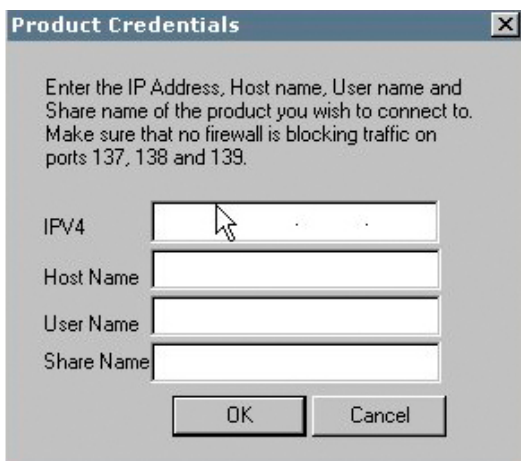 Product Credentials
Enter the IP Address, Host name, User name and
Share name of the product you wish to connect to.
Make sure that no firewall is blocking traffic on
ports 137, 138 and 139.
IPV4
Host Name
User Name
Share Name
OK Cancel